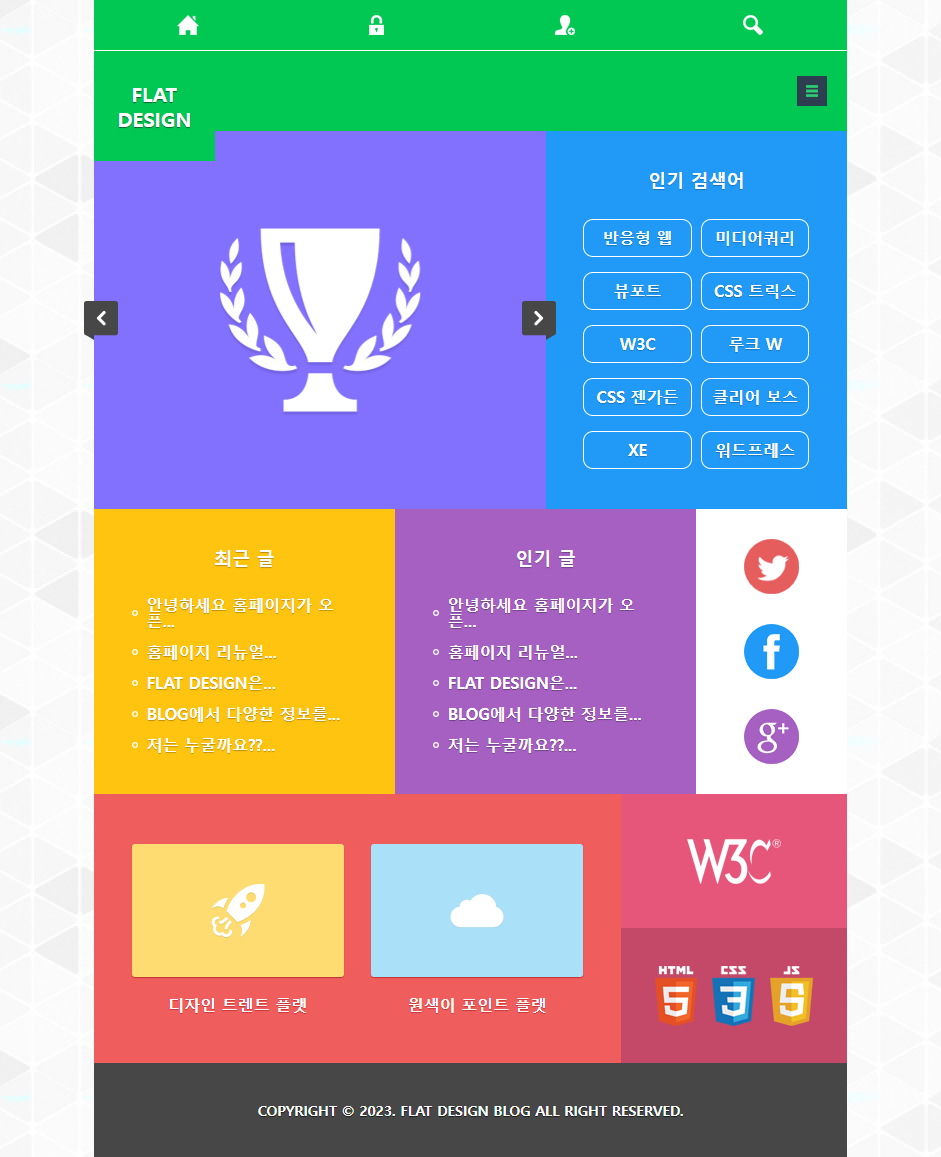 FLAT
DESIGN
인기 검색어
반응형 웹
미디어쿼리
뷰포트
CSS 트릭스
W3C
루크 W
CSS 젠가든
클리어 보스
XE
워드프레스
최근 글
안녕하세요 홈페이지가 오
픈...
홈페이지 리뉴얼...
FLAT DESIGN은...
BLOG에서 다양한 정보를...
저는 누굴까요??...
인기 글
안녕하세요 홈페이지가 오
픈...
홈페이지 리뉴얼...
FLAT DESIGN은...
BLOG에서 다양한 정보를...
저는 누굴까요??...
g+
W3C®
HTML
5
CSS
3
JS
5
디자인 트렌트 플랫
원색이 포인트 플랫
COPYRIGHT © 2023. FLAT DESIGN BLOG ALL RIGHT RESERVED.